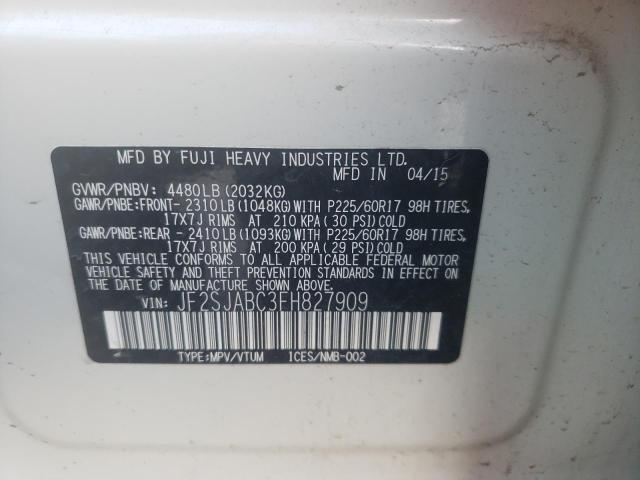 MFD BY FUJI HEAVY INDUSTRIES LTD.
MFD IN 04/15
GVWR/PNBV: 4480LB(2032KG)
GAWR/PNBE:FRONT- 2310LB(1048KG)WITH P225/60R17 98H TIRES,
17X7J RIMS AT 210 KPA(30 PSI)COLD
GAWR/PNBE:REAR - 2410LB(1093KG)WITH P225/60R17 98H TIRES,
17X7J RIMS AT 200 KPA(29 PSI)COLD
THIS VEHICLE CONFORMS TO ALL APPLICABLE FEDERAL MOTOR
VEHICLE SAFETY AND THEFT PREVENTION STANDARDS IN EFFECT
ON THE DATE OF MANUFACTURE SHOWN ABOVE.
VIN: JF2SJABC3FH827909
TYPE:MPV/VTUM ICES/NMB-002